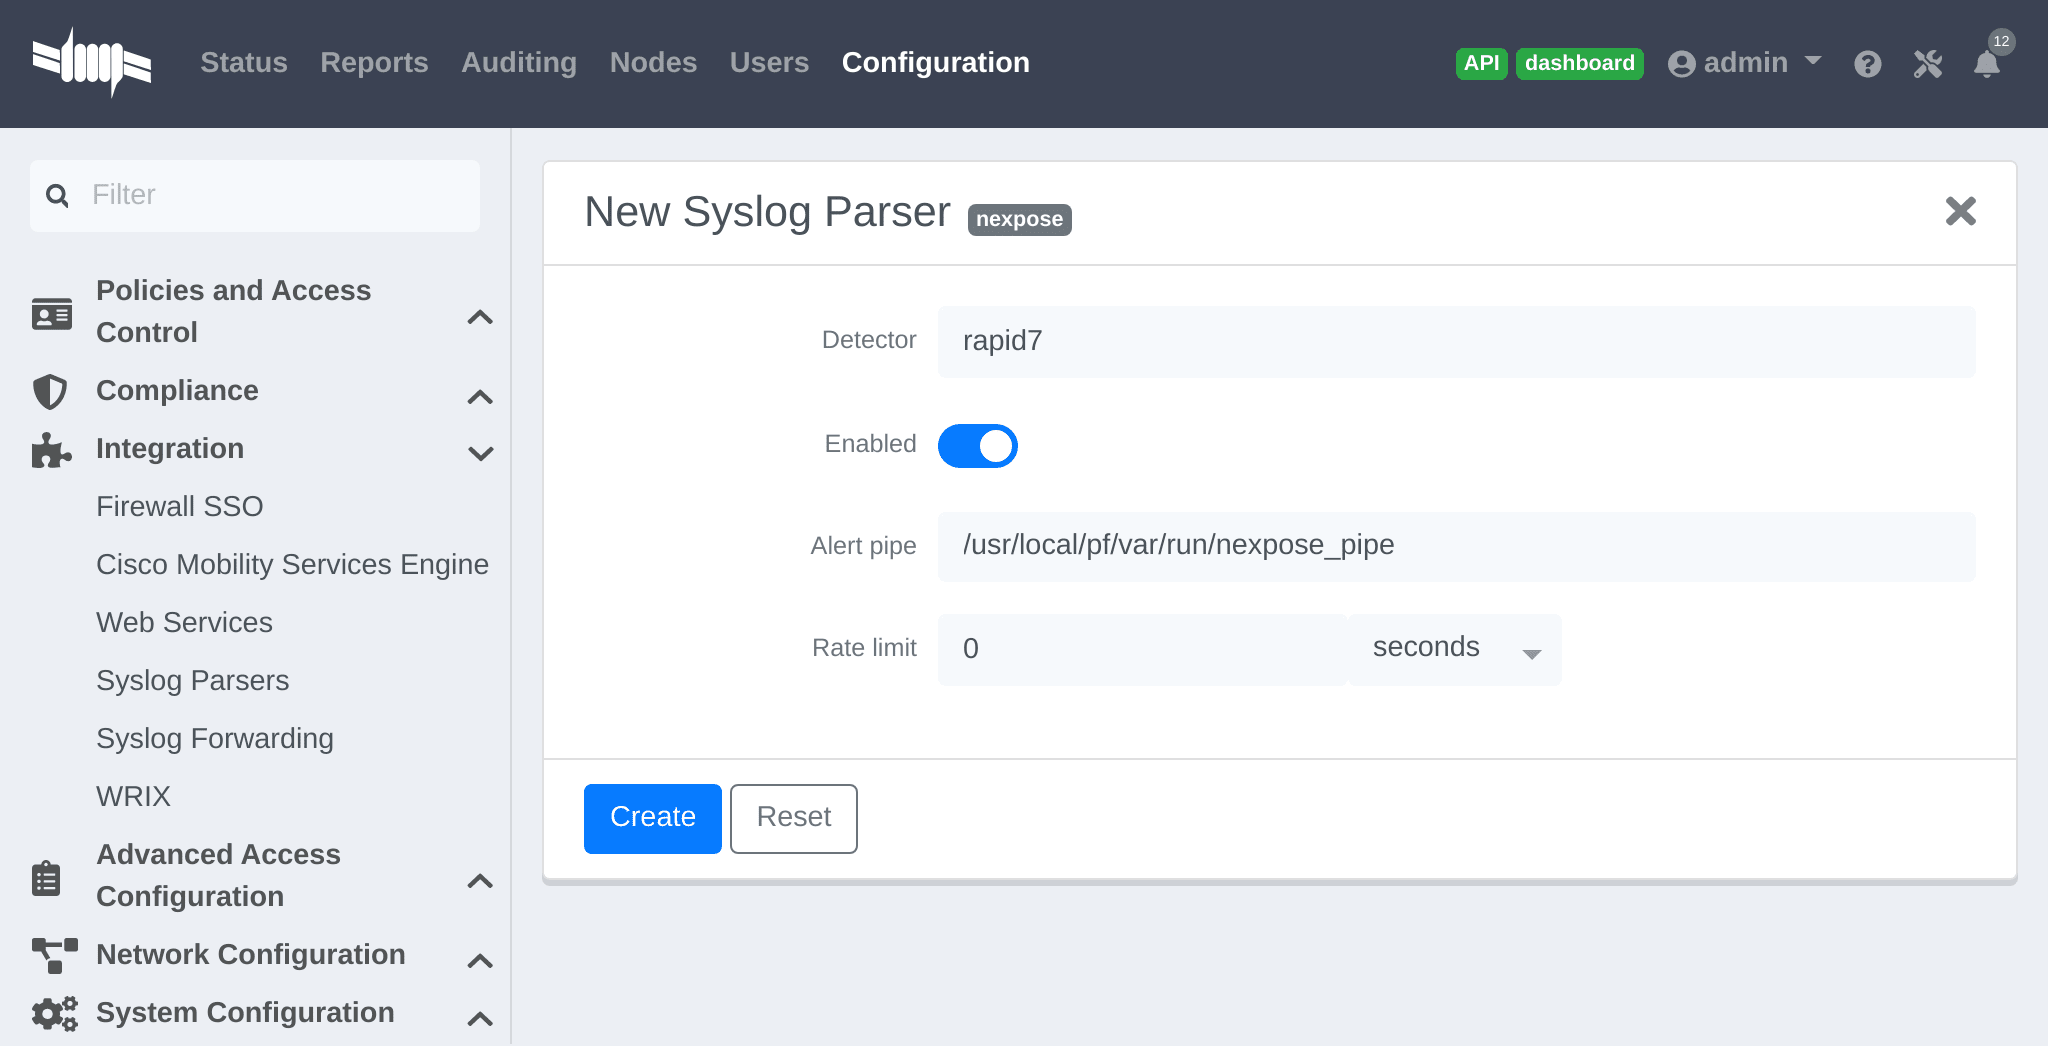 Status Reports Auditing Nodes Users Configuration API dashboard admin 12
Filter
Policies and Access
Control
Compliance
Integration
Firewall SSO
Cisco Mobility Services Engine
Web Services
Syslog Parsers
Syslog Forwarding
WRIX
Advanced Access
Configuration
Network Configuration
System Configuration
New Syslog Parser nexpose
Detector rapid7
Enabled
Alert pipe /usr/local/pf/var/run/nexpose_pipe
Rate limit 0 seconds
Create Reset